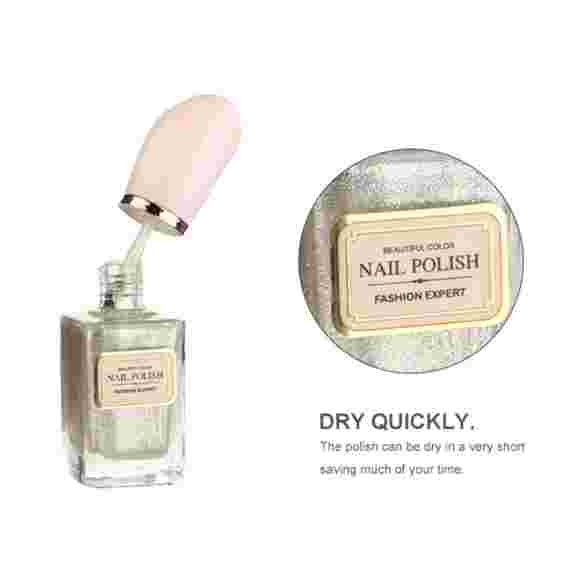 BEAUTIFUL COLOR
NAIL POLISH
FASHION EXPERT
BEAUTIFUL COLOR
NAIL POLISH
FASHION EXPERT
DRY QUICKLY.
The polish can be dry in a very short
saving much of your time.